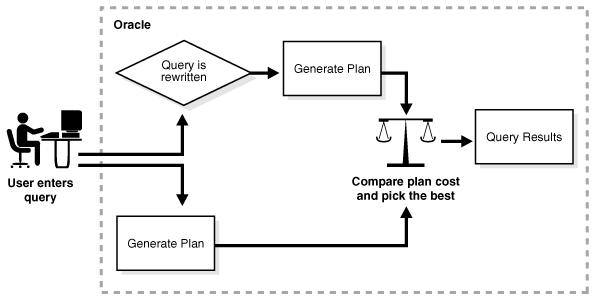 Oracle
Query is
rewritten
Generate Plan
Query Results
User enters
query
Compare plan cost
and pick the best
Generate Plan